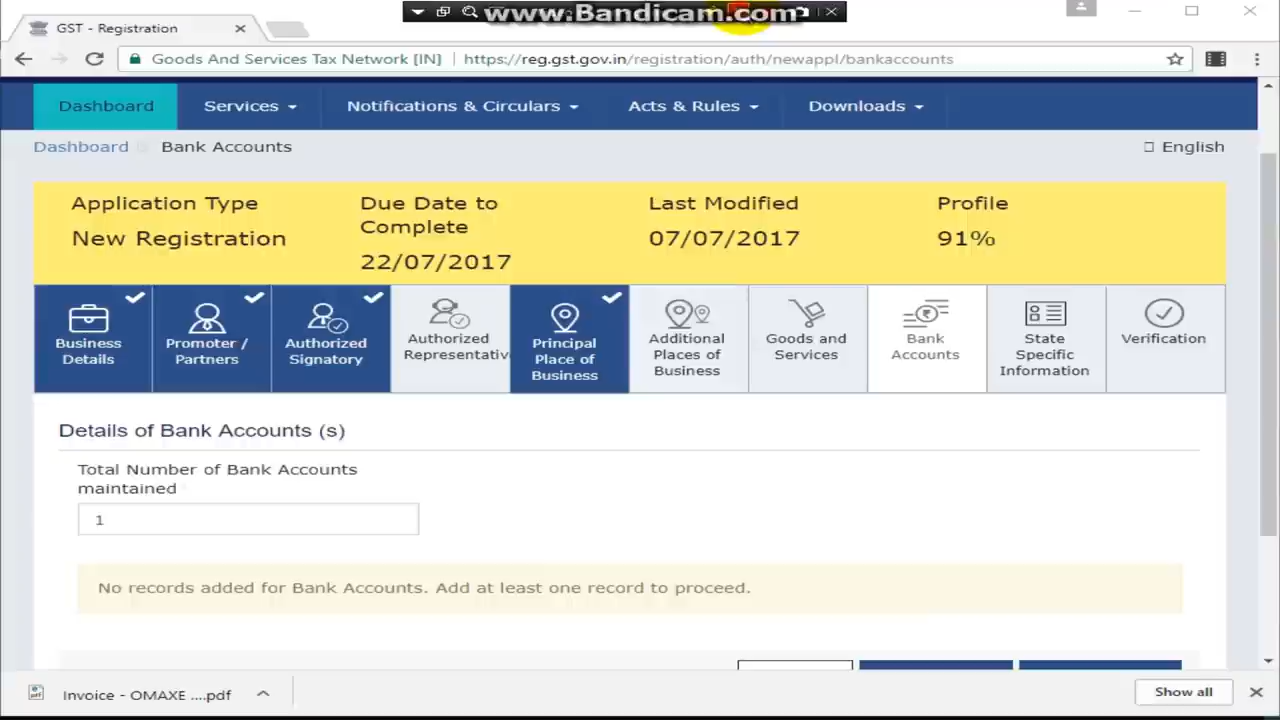 www.Bandicam.com
GST - Registration
Goods And Services Tax Network [IN] https://reg.gst.gov.in/registration/auth/newappl/bankaccounts
Dashboard Services Notifications & Circulars Acts & Rules Downloads
Dashboard Bank Accounts English
Application Type
New Registration
Due Date to
Complete
22/07/2017
Last Modified
07/07/2017
Profile
91%
Business
Details
Promoter /
Partners
Authorized
Signatory
Authorized
Representativ
Principal
Place of
Business
Additional
Places of
Business
Goods and
Services
Bank
Accounts
State
Specific
Information
Verification
Details of Bank Accounts (s)
Total Number of Bank Accounts
maintained
1
No records added for Bank Accounts. Add at least one record to proceed.
Invoice - OMAXE ....pdf
Show all